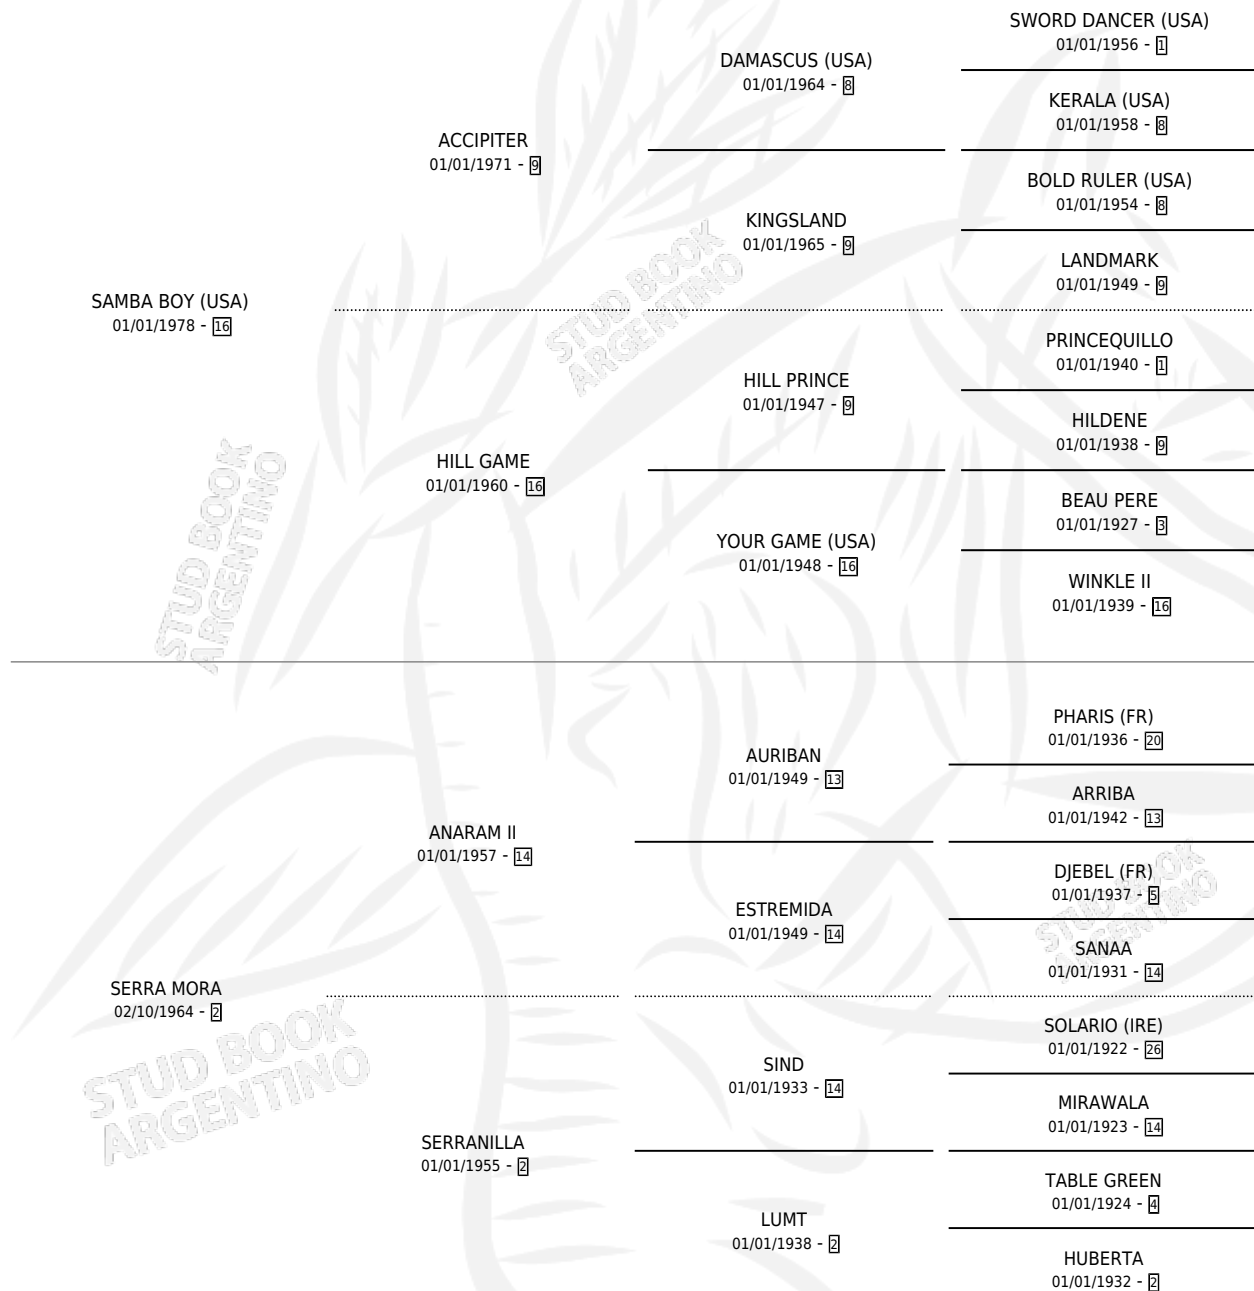 SWORD DANCER (USA)
01/01/1956 - 1
DAMASCUS (USA)
01/01/1964 - 8
KERALA (USA)
01/01/1958 - 8
ACCIPITER
01/01/1971 - 9
BOLD RULER (USA)
01/01/1954 - 8
KINGSLAND
01/01/1965 - 9
LANDMARK
01/01/1949 - 9
SAMBA BOY (USA)
01/01/1978 - 16
STUD BOOK
ARGENTINO
PRINCEQUILLO
01/01/1940 - 1
HILL PRINCE
01/01/1947 - 9
HILDENE
01/01/1938 - 9
HILL GAME
01/01/1960 - 16
BEAU PERE
01/01/1927 - 3
YOUR GAME (USA)
01/01/1948 - 16
WINKLE II
01/01/1939 - 16
STUD BOOK
ARGENTINO
PHARIS (FR)
01/01/1936 - 20
AURIBAN
01/01/1949 - 13
ARRIBA
01/01/1942 - 13
ANARAM II
01/01/1957 - 14
DJEBEL (FR)
01/01/1937 - 5
ESTREMIDA
01/01/1949 - 14
STUD BOOK
ARGENTINO
SANAA
01/01/1931 - 14
SERRA MORA
02/10/1964 - 2
SOLARIO (IRE)
01/01/1922 - 26
STUD BOOK
ARGENTINO
SIND
01/01/1933 - 14
MIRAWALA
01/01/1923 - 14
SERRANILLA
01/01/1955 - 2
TABLE GREEN
01/01/1924 - 4
LUMT
01/01/1938 - 2
HUBERTA
01/01/1932 - 2